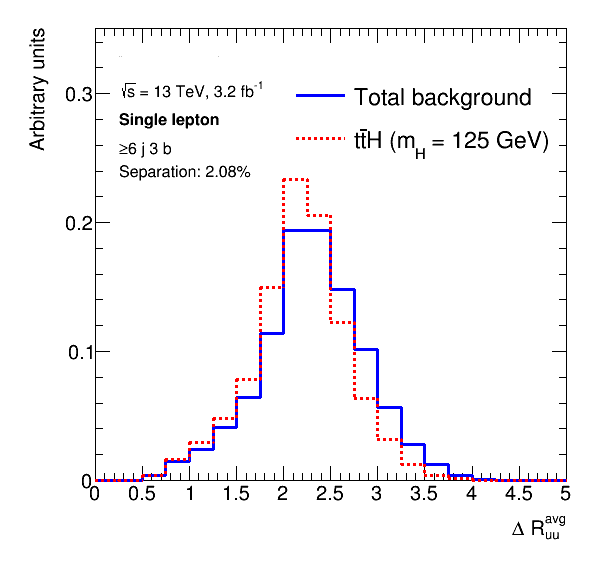 Arbitrary units
0.3
0.2
0.1
0
√s = 13 TeV, 3.2 fb⁻¹
Single lepton
≥6 j 3 b
Separation: 2.08%
Total background
tt̄H (m_H = 125 GeV)
0 0.5 1 1.5 2 2.5 3 3.5 4 4.5 5
Δ R_uu^avg